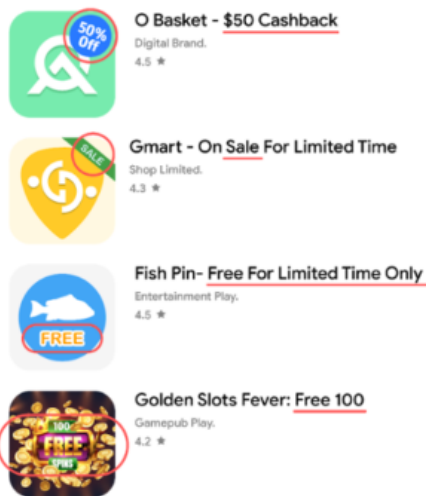 50%
Off
O Basket - $50 Cashback
Digital Brand.
4.5 ★
SALE
Gmart - On Sale For Limited Time
Shop Limited.
4.3 ★
FREE
Fish Pin- Free For Limited Time Only
Entertainment Play.
4.5 ★
100
FREE
SPINS
Golden Slots Fever: Free 100
Gamepub Play.
4.2 ★